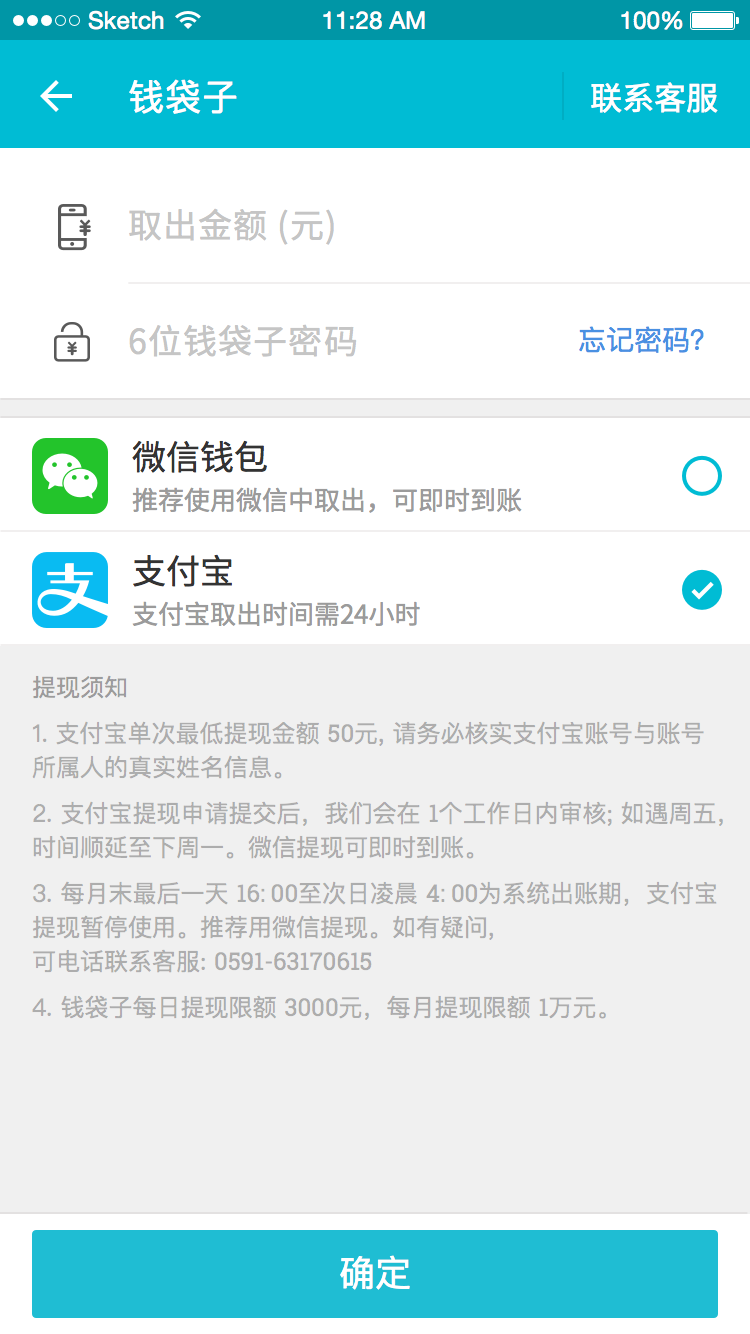 Sketch 11:28 AM 100%
钱袋子 联系客服
取出金额 (元)
6位钱袋子密码 忘记密码?
微信钱包
推荐使用微信中取出，可即时到账
支付宝
支付宝取出时间需24小时
提现须知
1. 支付宝单次最低提现金额 50元, 请务必核实支付宝账号与账号
所属人的真实姓名信息。
2. 支付宝提现申请提交后，我们会在 1个工作日内审核; 如遇周五,
时间顺延至下周一。微信提现可即时到账。
3. 每月末最后一天 16: 00至次日凌晨 4: 00为系统出账期，支付宝
提现暂停使用。推荐用微信提现。如有疑问,
可电话联系客服: 0591-63170615
4. 钱袋子每日提现限额 3000元，每月提现限额 1万元。
确定